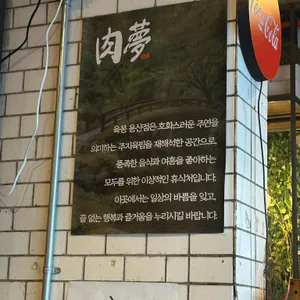 肉夢
Coca-Cola
육몽 용산점은 호화스러운 주연을
의미하는 주지육림을 재해석한 공간으로,
풍족한 음식과 여흥을 좋아하는
모두를 위한 이상적인 휴식처입니다.
이곳에서는 일상의 바쁨을 잊고,
끝 없는 행복과 즐거움을 누리시길 바랍니다.